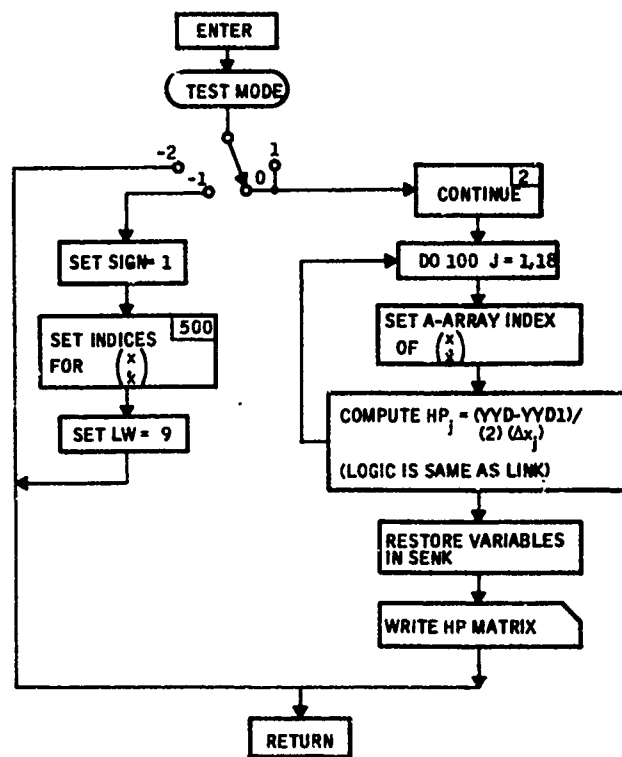 ENTER
TEST MODE
-2
-1
0
1
CONTINUE
2
SET SIGN= 1
DO 100 J = 1,18
SET INDICES
500
FOR (x
ẋ)
SET A-ARRAY INDEX
OF (x
ẋ)
SET LW= 9
COMPUTE HPj = (YYD-YYD1)/
(2) (Δxj)
(LOGIC IS SAME AS LINK)
RESTORE VARIABLES
IN SENK
WRITE HP MATRIX
RETURN